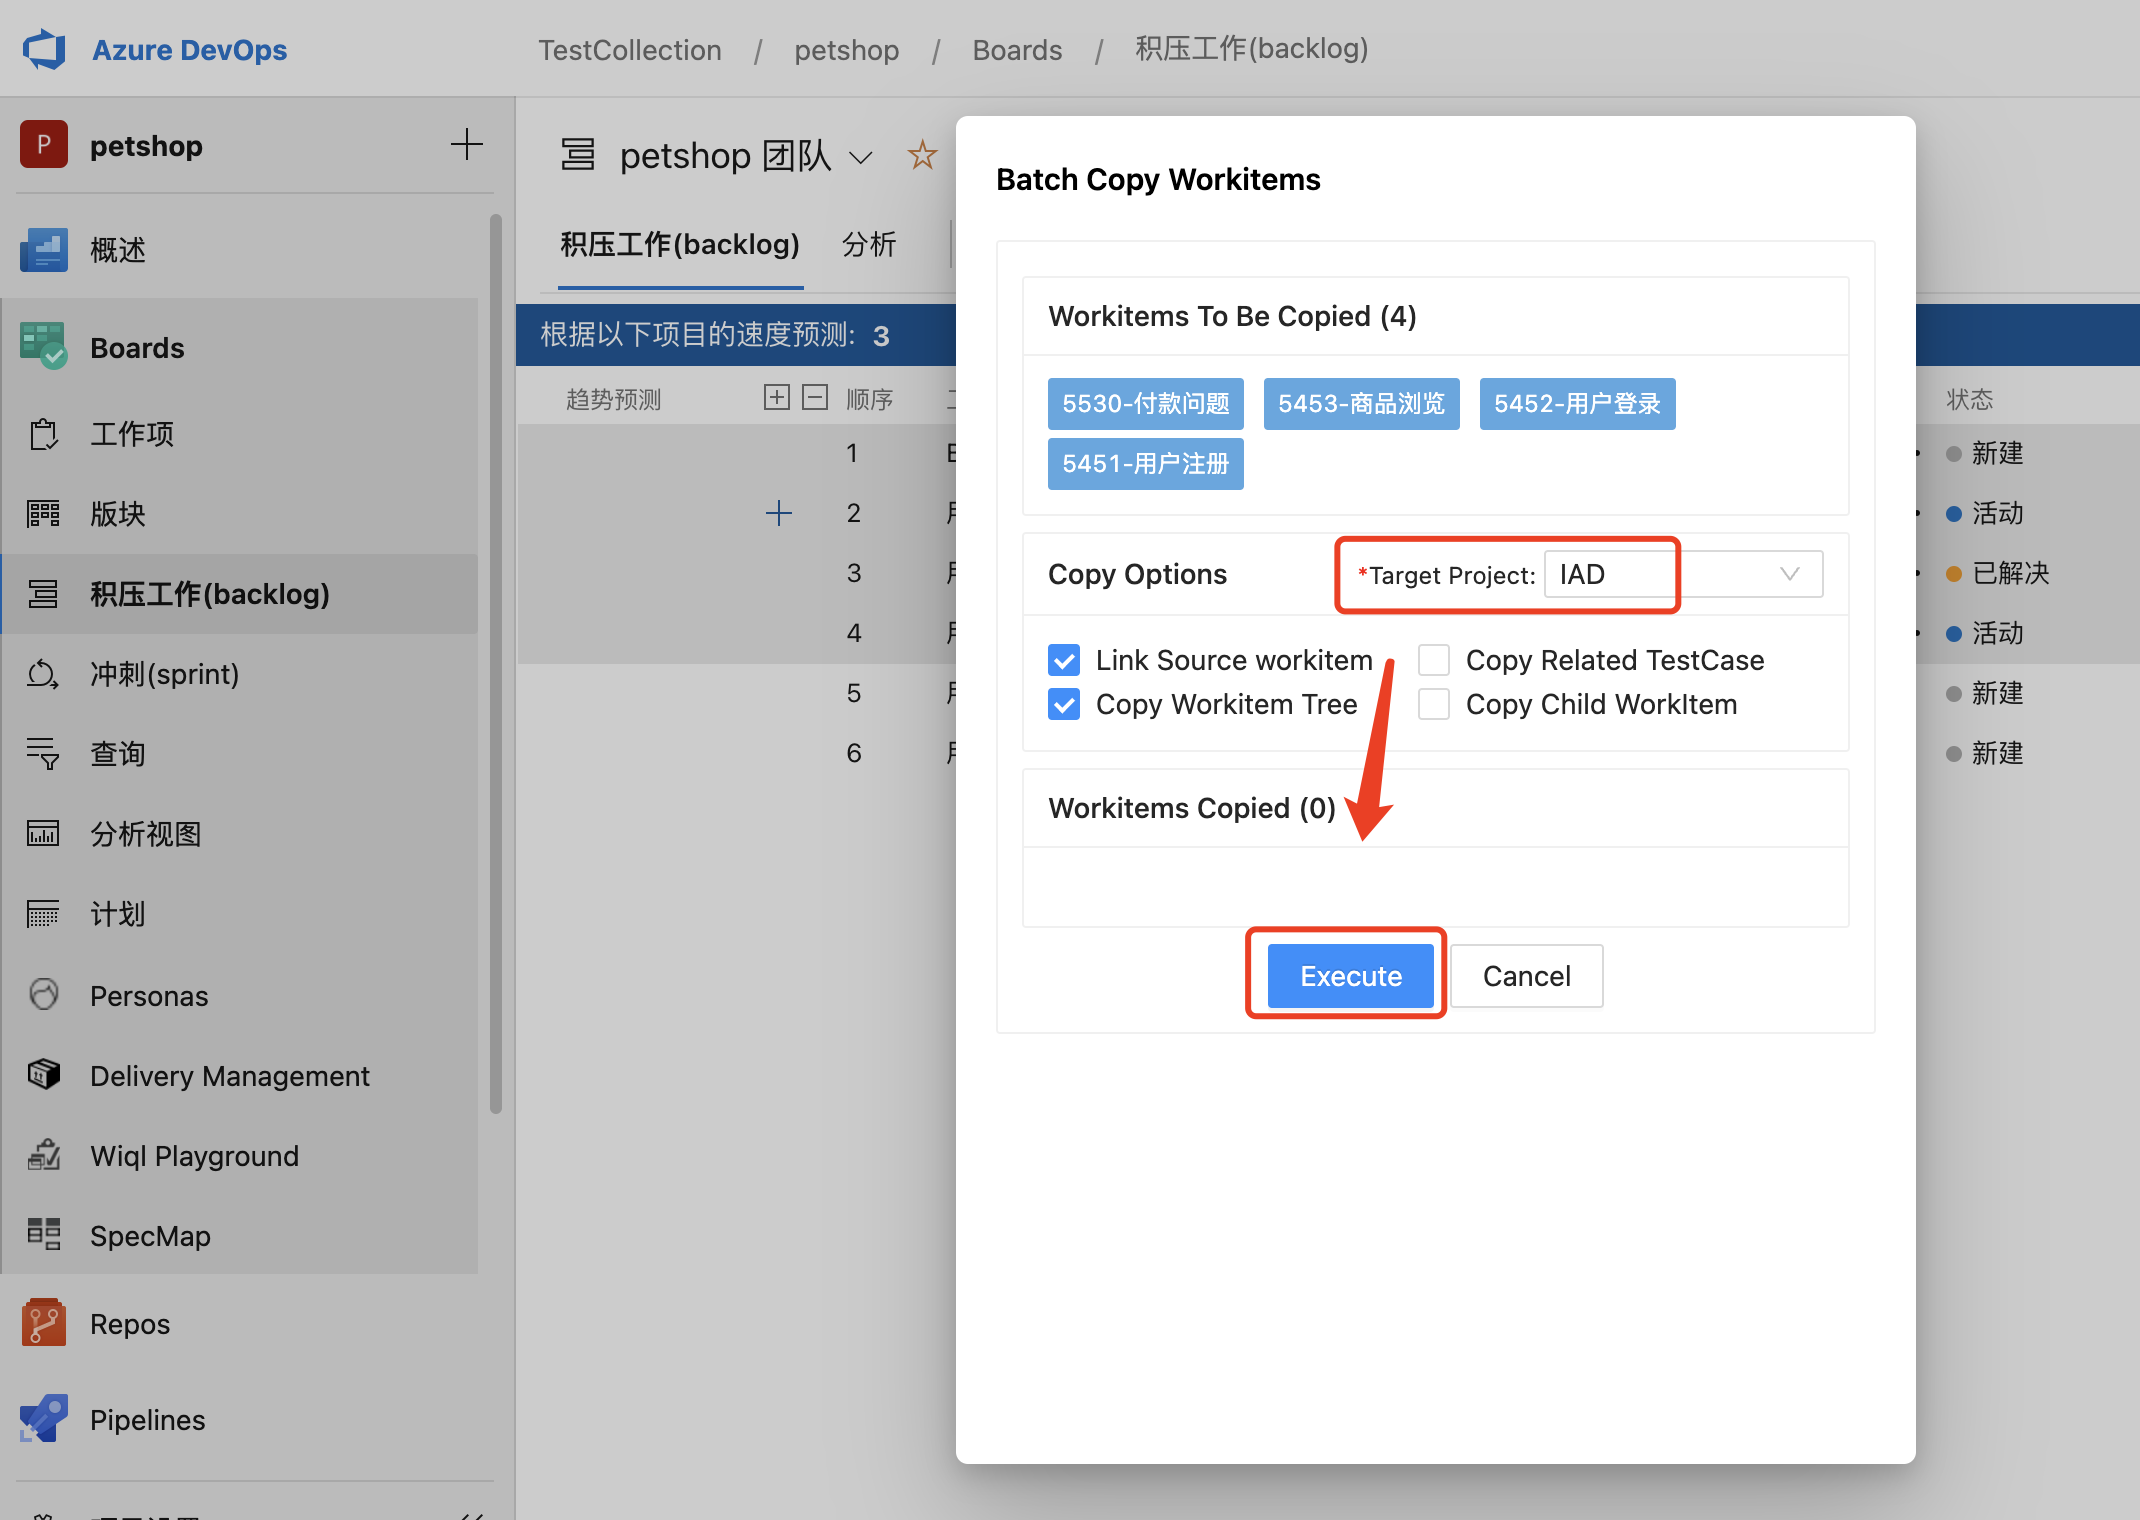 Azure DevOps
TestCollection / petshop / Boards / 积压工作(backlog)
P petshop
概述
Boards
工作项
版块
积压工作(backlog)
冲刺(sprint)
查询
分析视图
计划
Personas
Delivery Management
Wiql Playground
SpecMap
Repos
Pipelines
petshop 团队
积压工作(backlog) 分析
根据以下项目的速度预测: 3
趋势预测 顺序 状态
1 新建
2 活动
3 已解决
4 活动
5 新建
6 新建
Batch Copy Workitems
Workitems To Be Copied (4)
5530-付款问题 5453-商品浏览 5452-用户登录
5451-用户注册
Copy Options *Target Project: IAD
Link Source workitem Copy Related TestCase
Copy Workitem Tree Copy Child WorkItem
Workitems Copied (0)
Execute Cancel